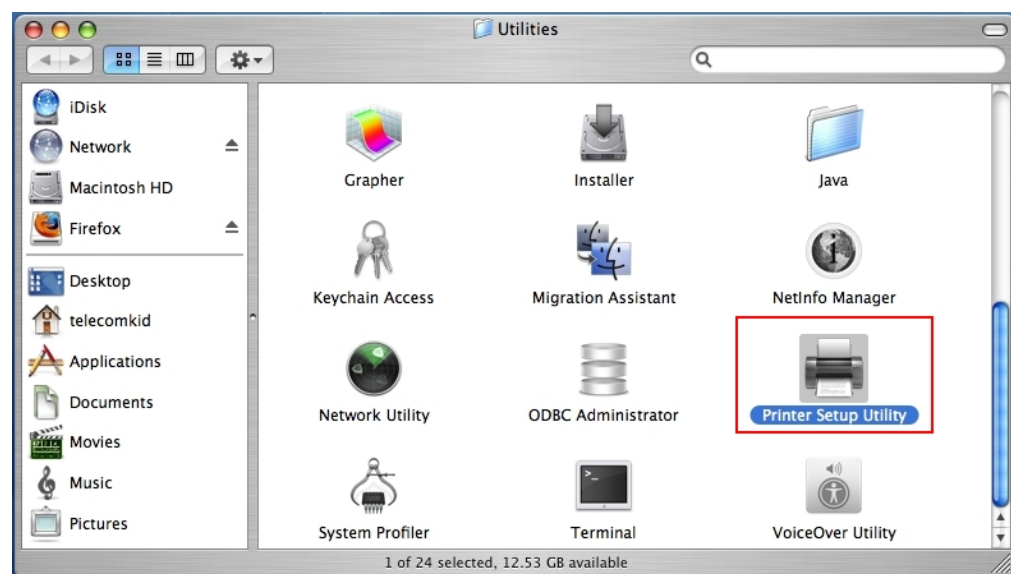 Utilities
iDisk
Network
Macintosh HD
Firefox
Desktop
telecomkid
Applications
Documents
Movies
Music
Pictures
Grapher
Installer
Java
Keychain Access
Migration Assistant
NetInfo Manager
Network Utility
ODBC Administrator
Printer Setup Utility
System Profiler
Terminal
VoiceOver Utility
1 of 24 selected, 12.53 GB available